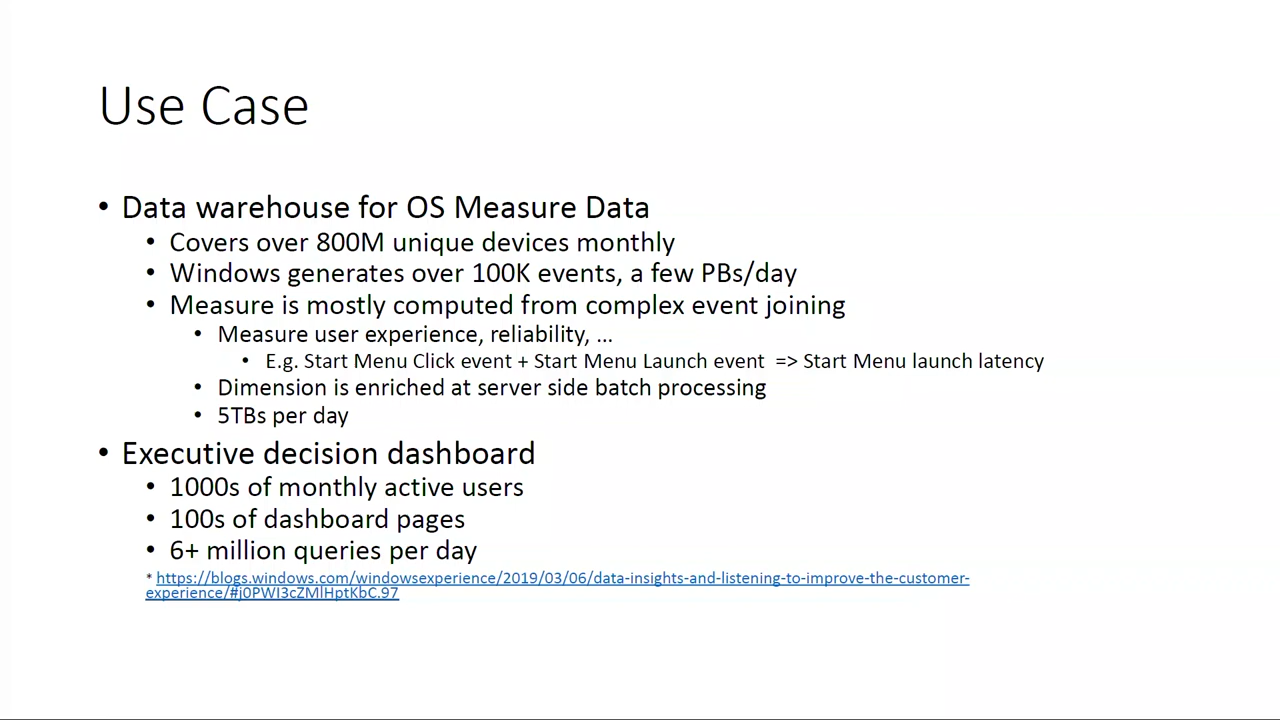 Use Case
• Data warehouse for OS Measure Data
• Covers over 800M unique devices monthly
• Windows generates over 100K events, a few PBs/day
• Measure is mostly computed from complex event joining
• Measure user experience, reliability, …
• E.g. Start Menu Click event + Start Menu Launch event => Start Menu launch latency
• Dimension is enriched at server side batch processing
• 5TBs per day
• Executive decision dashboard
• 1000s of monthly active users
• 100s of dashboard pages
• 6+ million queries per day
* https://blogs.windows.com/windowsexperience/2019/03/06/data-insights-and-listening-to-improve-the-customer-
experience/#j0PWI3cZMlHptKbC.97